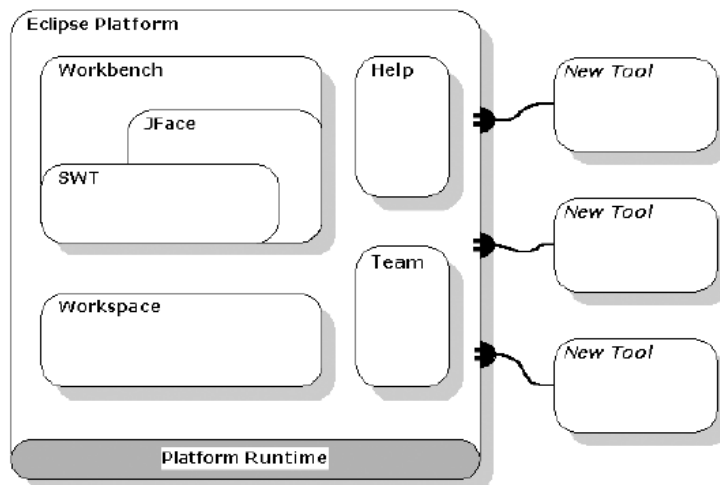 Eclipse Platform
Workbench
JFace
SWT
Workspace
Help
Team
Platform Runtime
New Tool
New Tool
New Tool